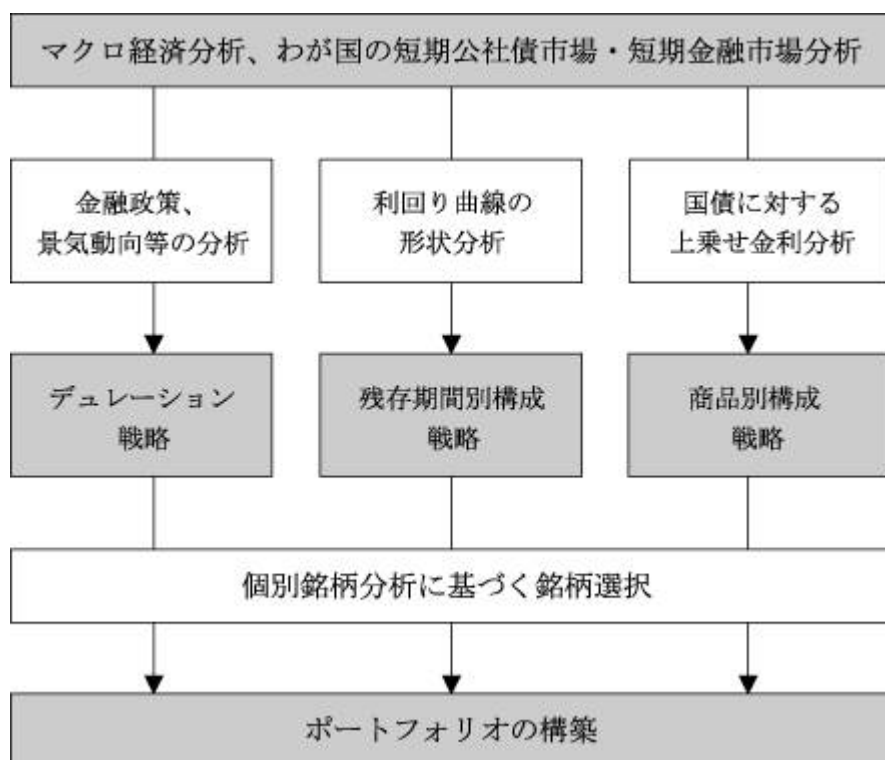 マクロ経済分析、わが国の短期公社債市場・短期金融市場分析
金融政策、
景気動向等の分析
利回り曲線の
形状分析
国債に対する
上乗せ金利分析
デュレーション
戦略
残存期間別構成
戦略
商品別構成
戦略
個別銘柄分析に基づく銘柄選択
ポートフォリオの構築